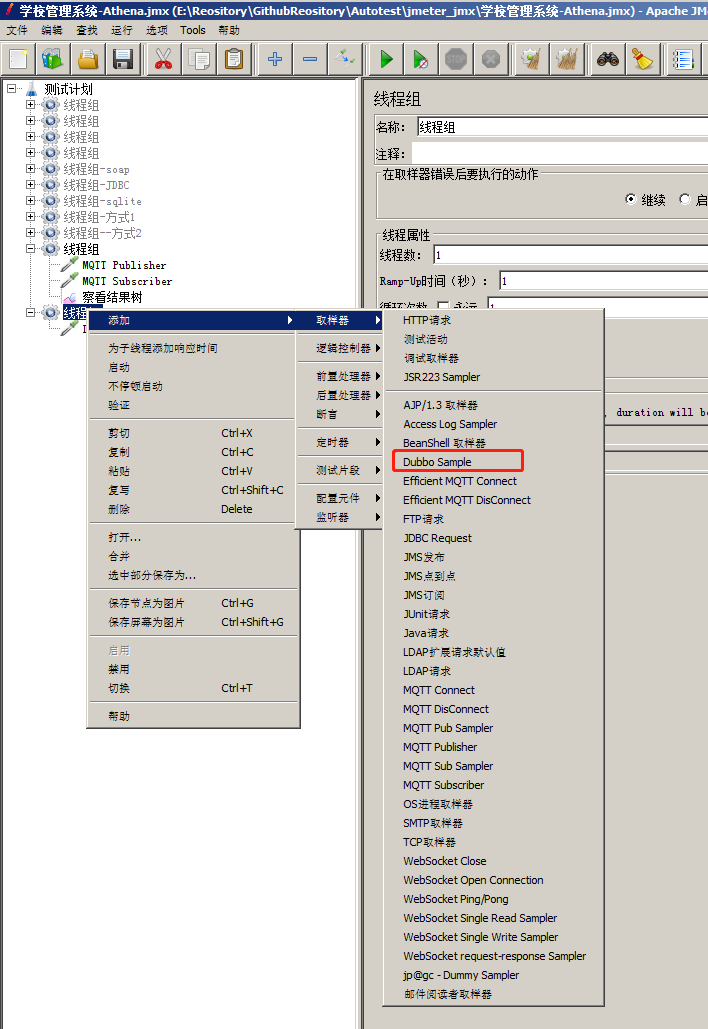 学校管理系统-Athena.jmx (E:\Reository\GithubReository\Autotest\jmeter_jmx\学校管理系统-Athena.jmx) - Apache JM
文件 编辑 查找 运行 选项 Tools 帮助
STOP
测试计划
线程组
线程组
线程组
线程组
线程组-soap
线程组-JDBC
线程组-sqlite
线程组-方式1
线程组--方式2
线程组
MQTT Publisher
MQTT Subscriber
察看结果树
线程
线程组
名称: 线程组
注释:
在取样器错误后要执行的动作
继续 启
线程属性
线程数: 1
Ramp-Up时间（秒）: 1
循环次数 永远 1
, duration will be
添加
为子线程添加响应时间
启动
不停顿启动
验证
剪切 Ctrl+X
复制 Ctrl+C
粘贴 Ctrl+V
复写 Ctrl+Shift+C
删除 Delete
打开...
合并
选中部分保存为...
保存节点为图片 Ctrl+G
保存屏幕为图片 Ctrl+Shift+G
启用
禁用
切换 Ctrl+T
帮助
取样器
逻辑控制器
前置处理器
后置处理器
断言
定时器
测试片段
配置元件
监听器
HTTP请求
测试活动
调试取样器
JSR223 Sampler
AJP/1.3 取样器
Access Log Sampler
BeanShell 取样器
Dubbo Sample
Efficient MQTT Connect
Efficient MQTT DisConnect
FTP请求
JDBC Request
JMS发布
JMS点到点
JMS订阅
JUnit请求
Java请求
LDAP扩展请求默认值
LDAP请求
MQTT Connect
MQTT DisConnect
MQTT Pub Sampler
MQTT Publisher
MQTT Sub Sampler
MQTT Subscriber
OS进程取样器
SMTP取样器
TCP取样器
WebSocket Close
WebSocket Open Connection
WebSocket Ping/Pong
WebSocket Single Read Sampler
WebSocket Single Write Sampler
WebSocket request-response Sampler
jp@gc - Dummy Sampler
邮件阅读者取样器